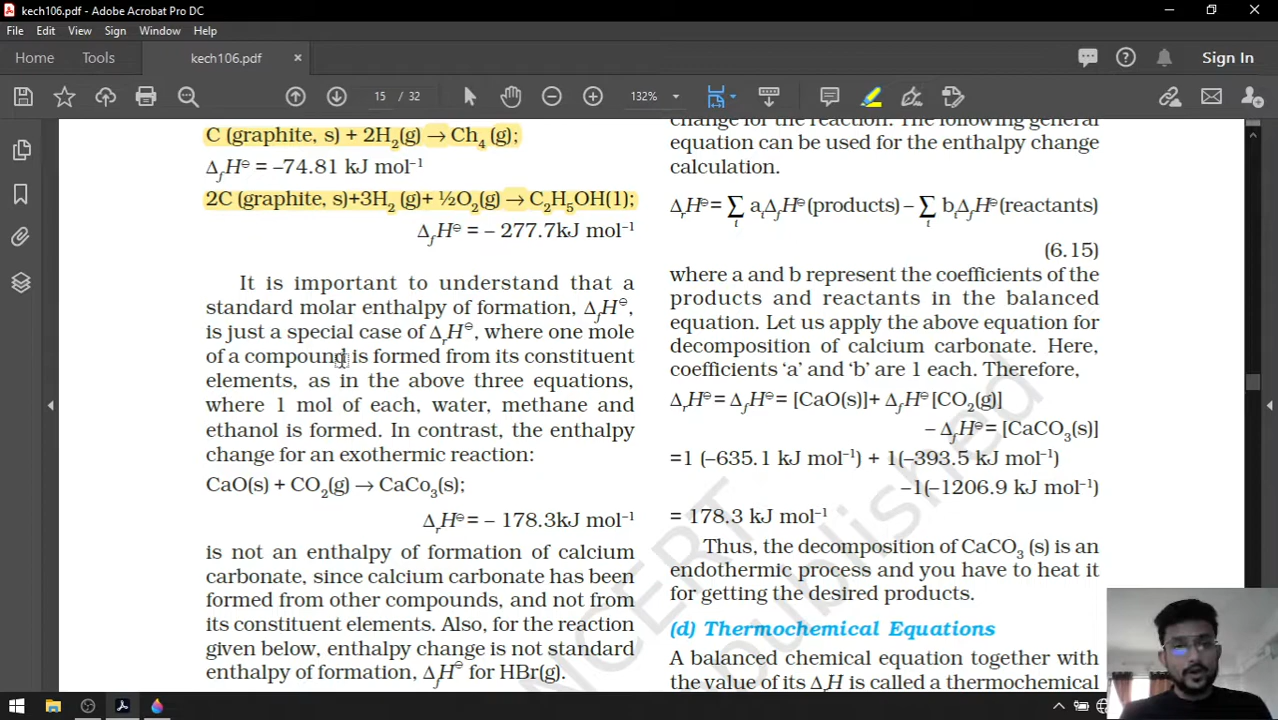 kech106.pdf - Adobe Acrobat Pro DC
File Edit View Sign Window Help
Home Tools kech106.pdf × Sign In
15 / 32 132%
C (graphite, s) + 2H₂(g) → Ch₄ (g);
ΔfH⊖ = –74.81 kJ mol⁻¹
2C (graphite, s)+3H₂ (g)+ ½O₂(g) → C₂H₅OH(1);
ΔfH⊖ = – 277.7kJ mol⁻¹
It is important to understand that a
standard molar enthalpy of formation, ΔfH⊖,
is just a special case of ΔrH⊖, where one mole
of a compound is formed from its constituent
elements, as in the above three equations,
where 1 mol of each, water, methane and
ethanol is formed. In contrast, the enthalpy
change for an exothermic reaction:
CaO(s) + CO₂(g) → CaCo₃(s);
ΔrH⊖ = – 178.3kJ mol⁻¹
is not an enthalpy of formation of calcium
carbonate, since calcium carbonate has been
formed from other compounds, and not from
its constituent elements. Also, for the reaction
given below, enthalpy change is not standard
enthalpy of formation, ΔfH⊖ for HBr(g).
change for the reaction. The following general
equation can be used for the enthalpy change
calculation.
ΔrH⊖ = ∑i aiΔfH⊖(products) – ∑i biΔfH⊖(reactants)
(6.15)
where a and b represent the coefficients of the
products and reactants in the balanced
equation. Let us apply the above equation for
decomposition of calcium carbonate. Here,
coefficients ‘a’ and ‘b’ are 1 each. Therefore,
ΔrH⊖ = ΔfH⊖ = [CaO(s)]+ ΔfH⊖ [CO₂(g)]
– ΔfH⊖ = [CaCO₃(s)]
=1 (–635.1 kJ mol⁻¹) + 1(–393.5 kJ mol⁻¹)
–1(–1206.9 kJ mol⁻¹)
= 178.3 kJ mol⁻¹
Thus, the decomposition of CaCO₃ (s) is an
endothermic process and you have to heat it
for getting the desired products.
(d) Thermochemical Equations
A balanced chemical equation together with
the value of its ΔrH is called a thermochemical
NCERT
published